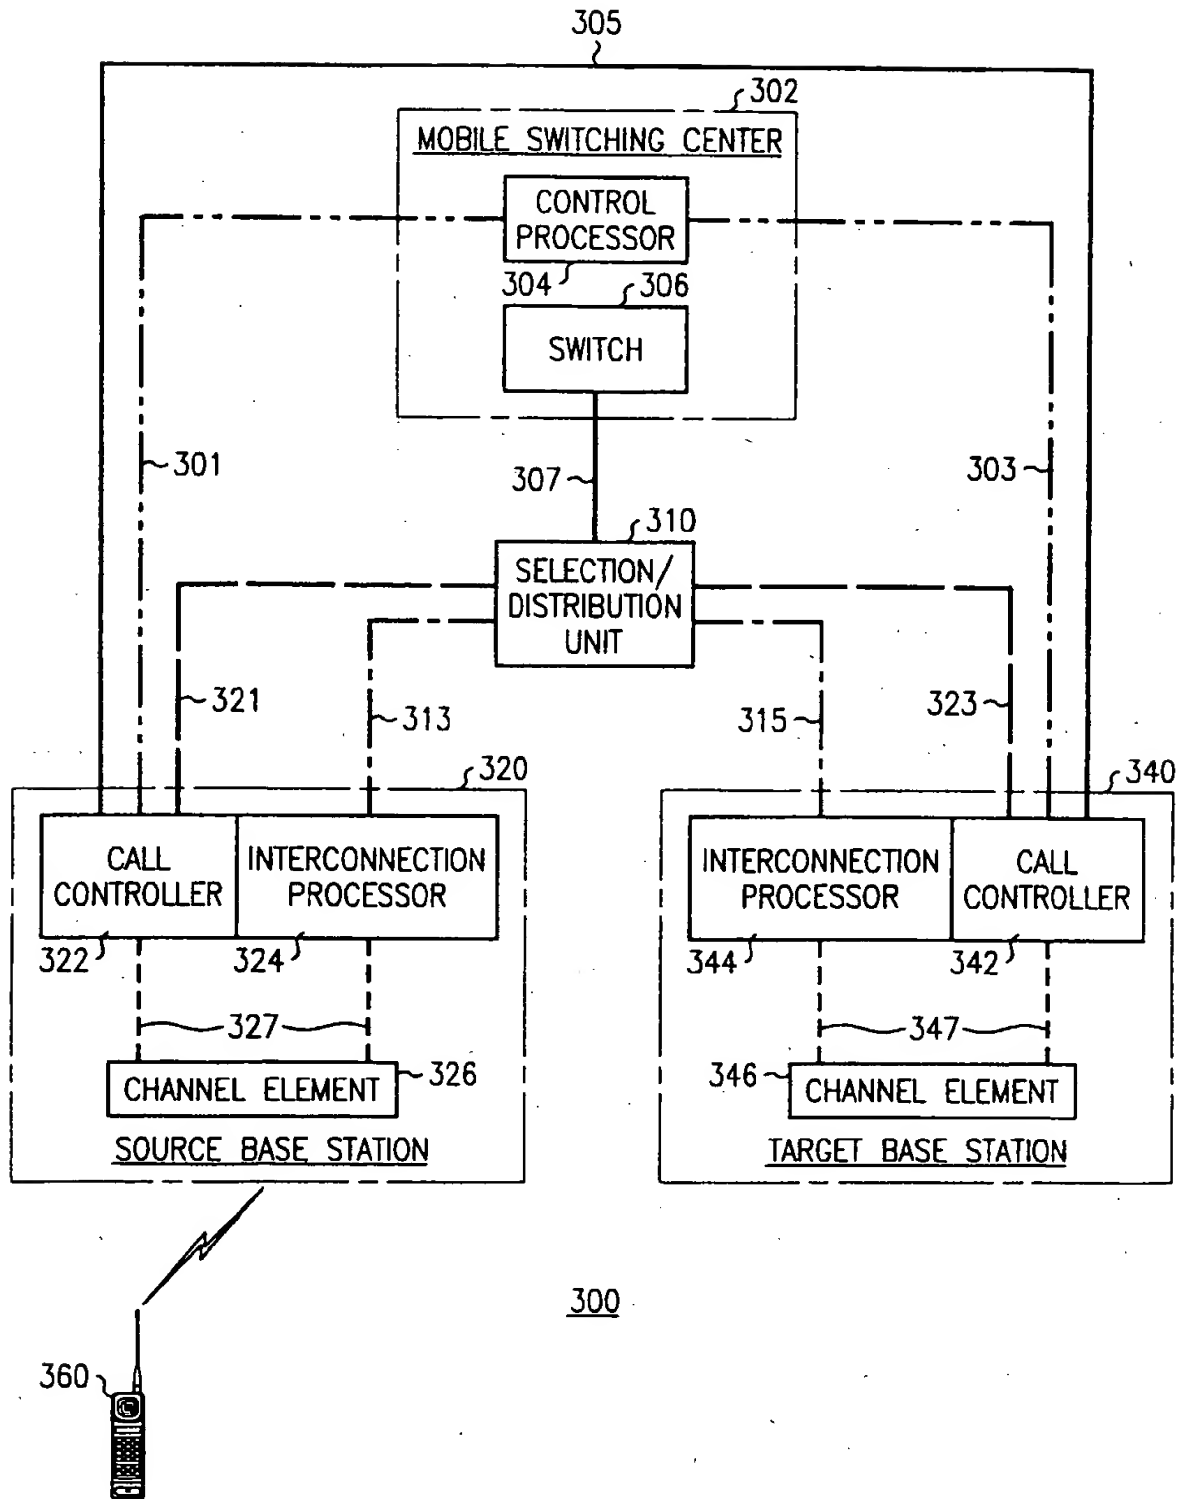 305
302
MOBILE SWITCHING CENTER
CONTROL
PROCESSOR
304
306
SWITCH
301
307
303
310
SELECTION/
DISTRIBUTION
UNIT
321
313
315
323
320
340
CALL
CONTROLLER
INTERCONNECTION
PROCESSOR
INTERCONNECTION
PROCESSOR
CALL
CONTROLLER
322
324
344
342
327
347
CHANNEL ELEMENT
326
346
CHANNEL ELEMENT
SOURCE BASE STATION
TARGET BASE STATION
300
360